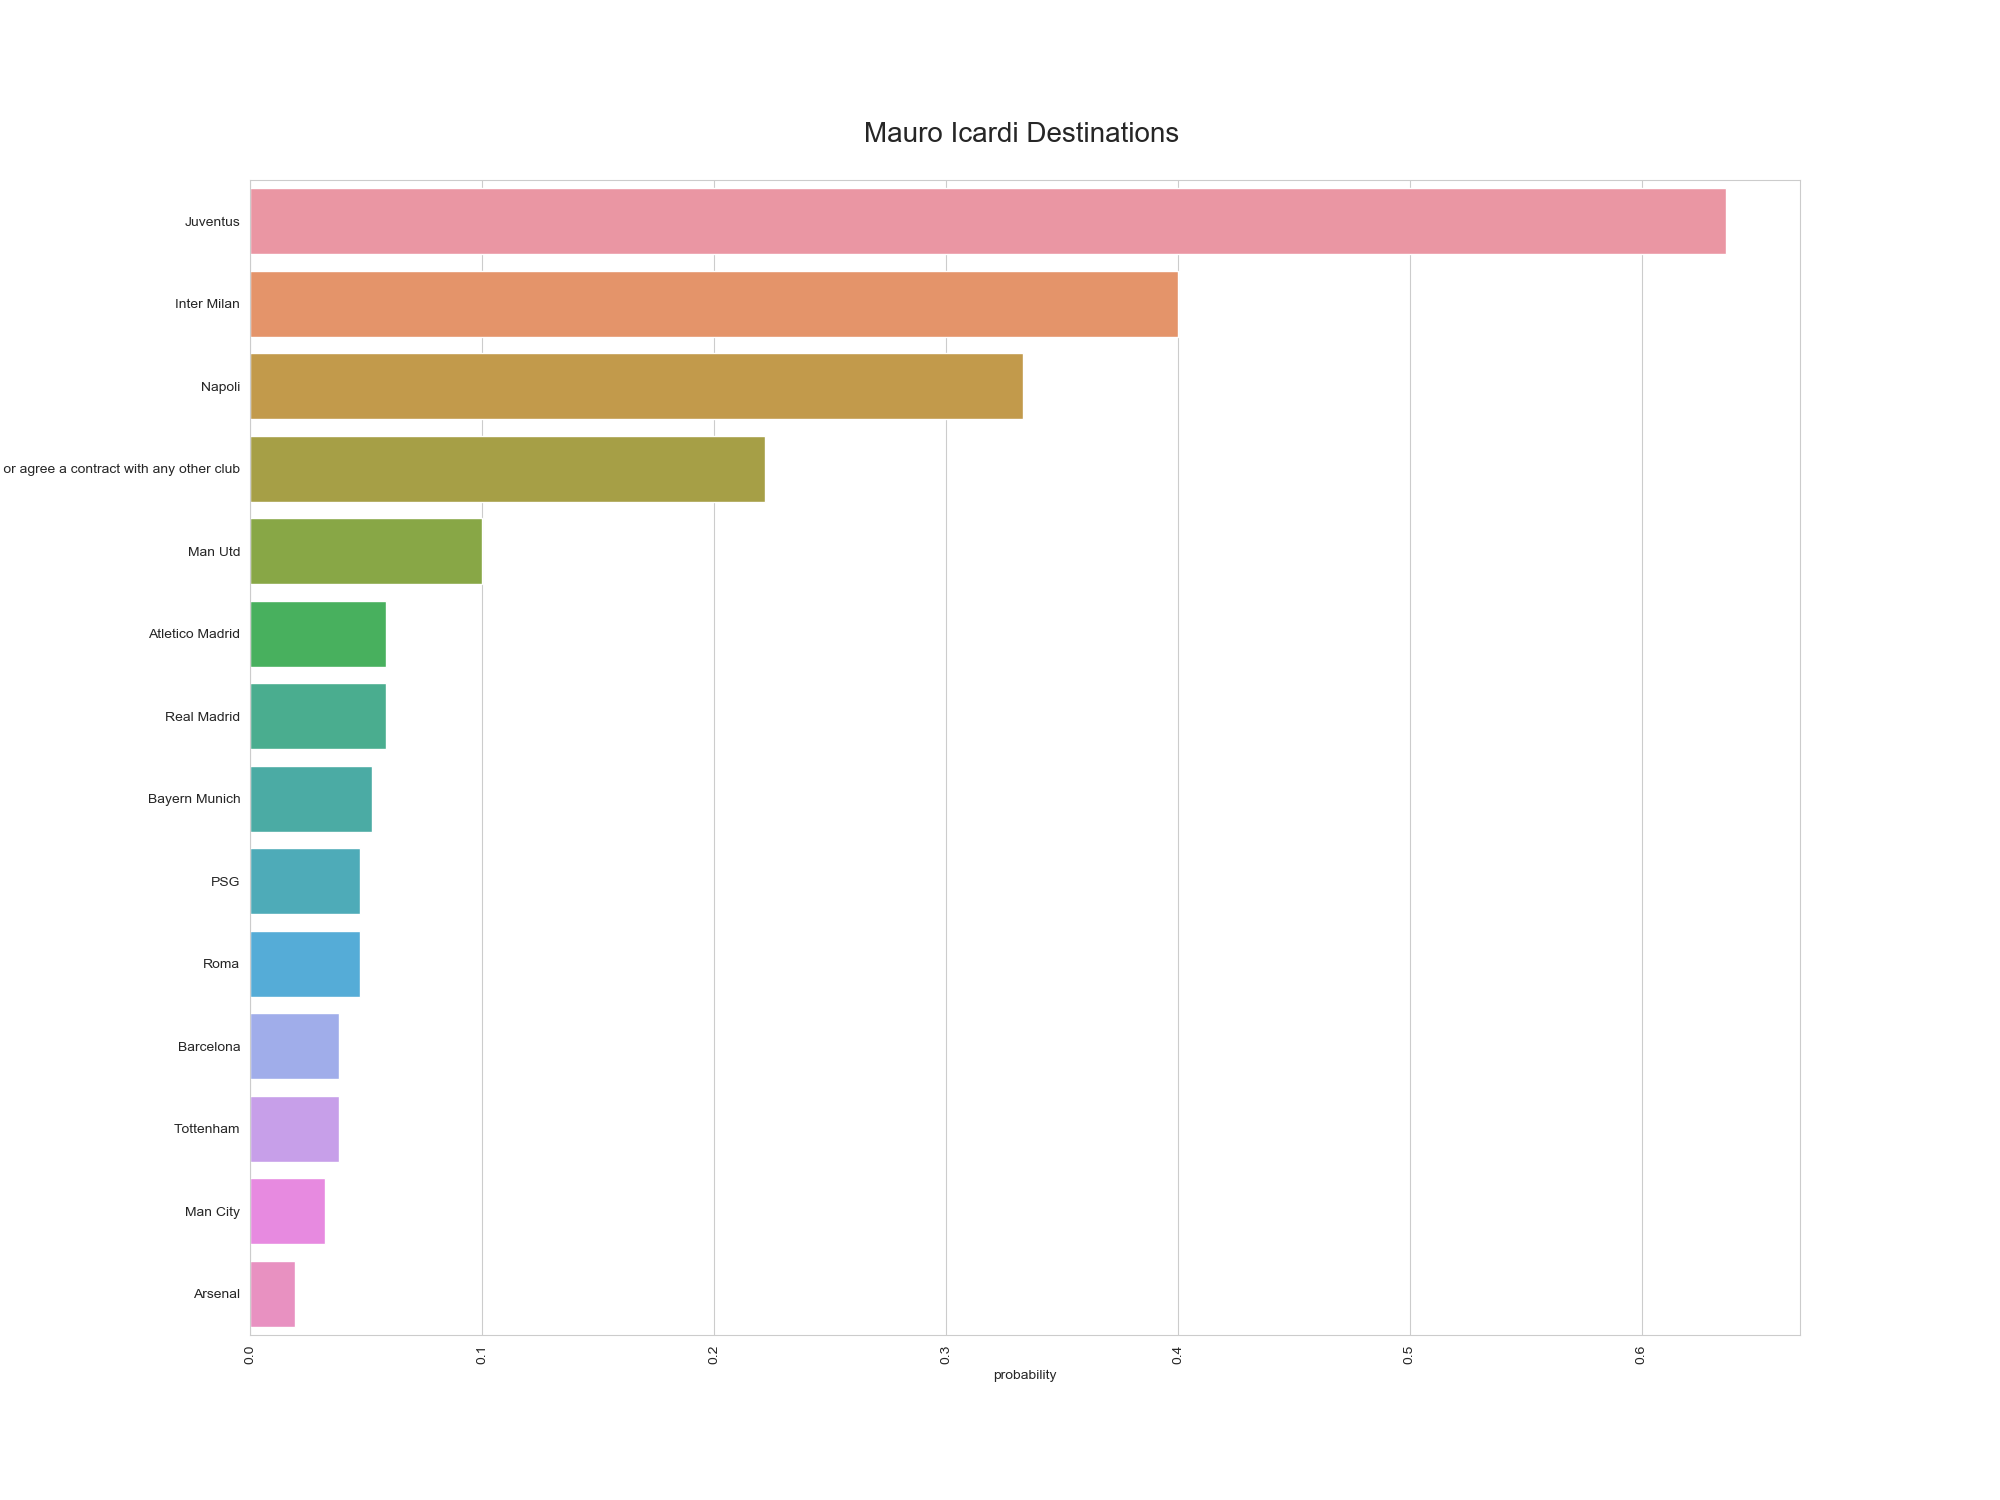 Mauro Icardi Destinations
Juventus
Inter Milan
Napoli
or agree a contract with any other club
Man Utd
Atletico Madrid
Real Madrid
Bayern Munich
PSG
Roma
Barcelona
Tottenham
Man City
Arsenal
0.0 0.1 0.2 0.3 0.4 0.5 0.6
probability